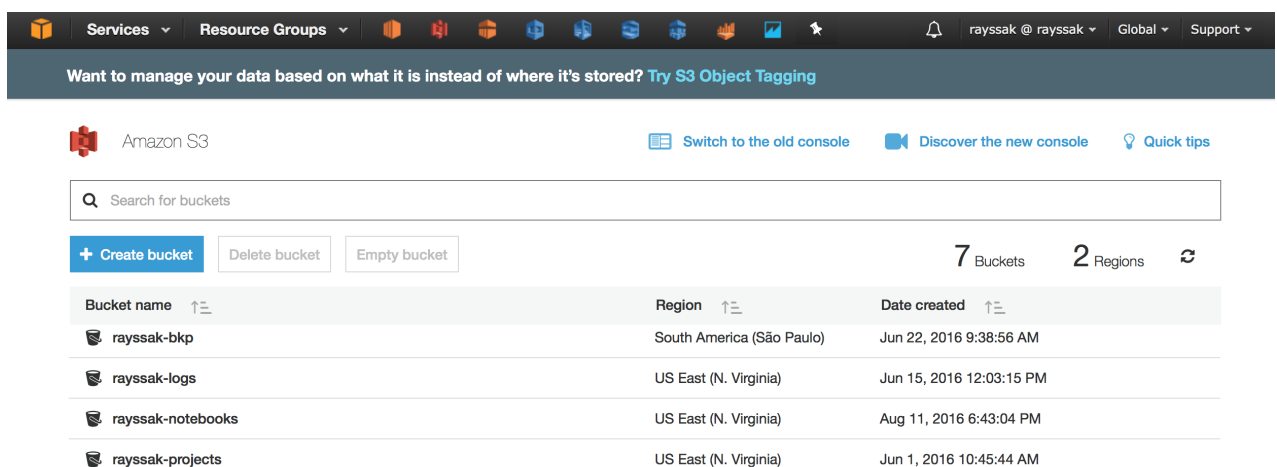 Services Resource Groups rayssak @ rayssak Global Support
Want to manage your data based on what it is instead of where it's stored? Try S3 Object Tagging
Amazon S3 Switch to the old console Discover the new console Quick tips
Search for buckets
Create bucket Delete bucket Empty bucket 7 Buckets 2 Regions
Bucket name Region Date created
rayssak-bkp South America (São Paulo) Jun 22, 2016 9:38:56 AM
rayssak-logs US East (N. Virginia) Jun 15, 2016 12:03:15 PM
rayssak-notebooks US East (N. Virginia) Aug 11, 2016 6:43:04 PM
rayssak-projects US East (N. Virginia) Jun 1, 2016 10:45:44 AM